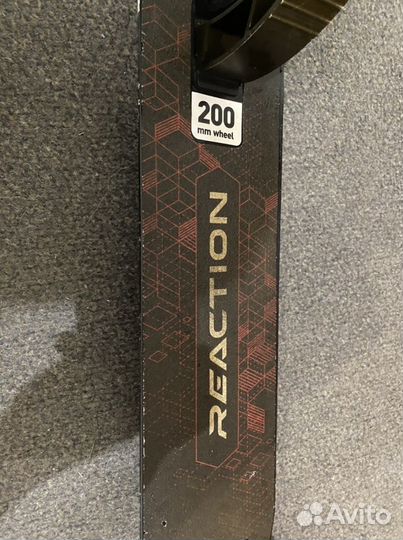 200
mm wheel
REACTION
Avito